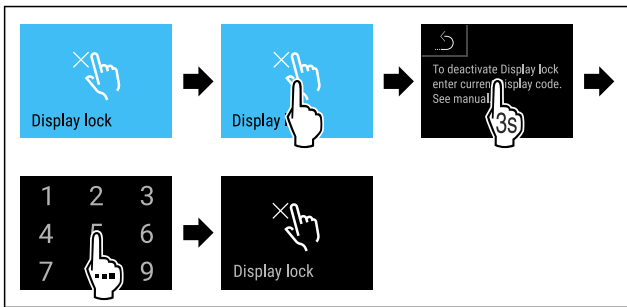 Display lock
Display l
To deactivate Display lock
enter current display code.
See manual.
3s
1 2 3
4 5 6
7 9
Display lock